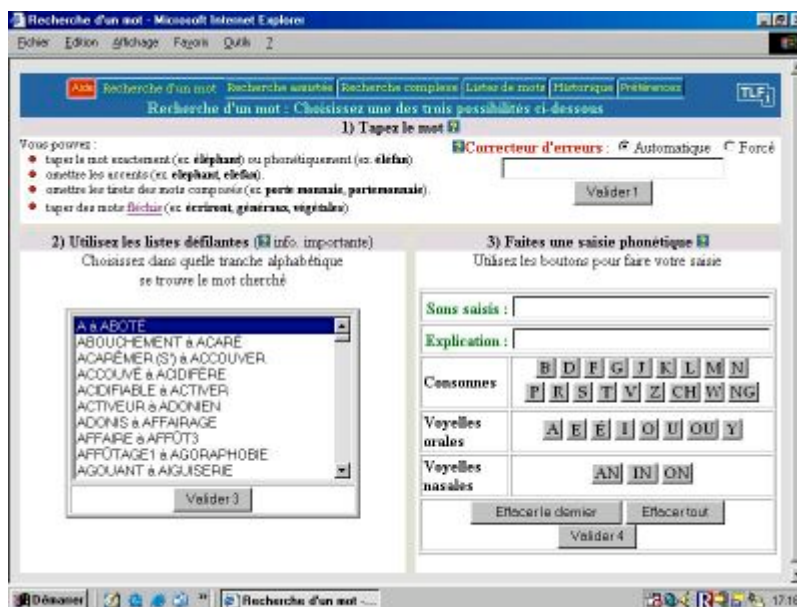 Recherche d'un mot - Microsoft Internet Explorer
Fichier Edition Affichage Favoris Outils ?
Aide Recherche d'un mot Recherche assistée Recherche complexe Listes de mots Historique Préférences
TLFi
Recherche d'un mot : Choisissez une des trois possibilités ci-dessous
1) Tapez le mot ?
Vous pouvez :
taper le mot exactement (ex. éléphant) ou phonétiquement (ex. éléfan)
omettre les accents (ex. elephant, elefan).
omettre les tirets des mots composés (ex. porte monnaie, portemonnaie).
taper des mots fléchis (ex. écriront, généraux, végétales)
? Correcteur d'erreurs : Automatique Forcé
Valider 1
2) Utilisez les listes défilantes (? info. importante)
Choisissez dans quelle tranche alphabétique
se trouve le mot cherché
A à ABOTÉ
ABOUCHEMENT à ACARÉ
ACARÊMER (S') à ACCOUVER
ACCOUVÉ à ACIDIFÈRE
ACIDIFIABLE à ACTIVER
ACTIVEUR à ADONIEN
ADONIS à AFFAIRAGE
AFFAIRE à AFFÛT3
AFFÛTAGE1 à AGORAPHOBIE
AGOUANT à AIGUISERIE
Valider 3
3) Faites une saisie phonétique ?
Utilisez les boutons pour faire votre saisie
Sons saisis :
Explication :
Consonnes
B D F G J K L M N
P R S T V Z CH W NG
Voyelles orales
A E É I O U OU Y
Voyelles nasales
AN IN ON
Effacer le dernier Effacer tout
Valider 4
Démarrer
Recherche d'un mot -...
17:16